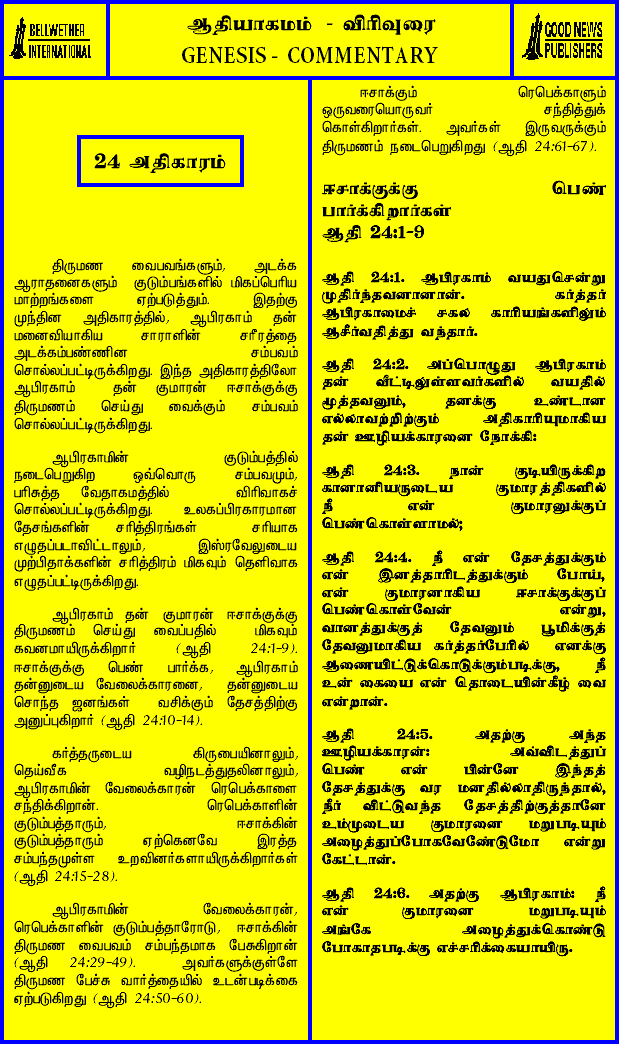 BELLWETHER
INTERNATIONAL
ஆதியாகமம் - விரிவுரை
GENESIS - COMMENTARY
GOOD NEWS
PUBLISHERS
24 அதிகாரம்
திருமண வைபவங்களும், அடக்க
ஆராதனைகளும் குடும்பங்களில் மிகப்பெரிய
மாற்றங்களை ஏற்படுத்தும். இதற்கு
முந்தின அதிகாரத்தில், ஆபிரகாம் தன்
மனைவியாகிய சாராளின் சரீரத்தை
அடக்கம்பண்ணின சம்பவம்
சொல்லப்பட்டிருக்கிறது. இந்த அதிகாரத்திலோ
ஆபிரகாம் தன் குமாரன் ஈசாக்குக்கு
திருமணம் செய்து வைக்கும் சம்பவம்
சொல்லப்பட்டிருக்கிறது.
ஆபிரகாமின் குடும்பத்தில்
நடைபெறுகிற ஒவ்வொரு சம்பவமும்,
பரிசுத்த வேதாகமத்தில் விரிவாகச்
சொல்லப்பட்டிருக்கிறது. உலகப்பிரகாரமான
தேசங்களின் சரித்திரங்கள் சரியாக
எழுதப்படாவிட்டாலும், இஸ்ரவேலுடைய
முற்பிதாக்களின் சரித்திரம் மிகவும் தெளிவாக
எழுதப்பட்டிருக்கிறது.
ஆபிரகாம் தன் குமாரன் ஈசாக்குக்கு
திருமணம் செய்து வைப்பதில் மிகவும்
கவனமாயிருக்கிறார் (ஆதி 24:1-9).
ஈசாக்குக்கு பெண் பார்க்க, ஆபிரகாம்
தன்னுடைய வேலைக்காரனை, தன்னுடைய
சொந்த ஜனங்கள் வசிக்கும் தேசத்திற்கு
அனுப்புகிறார் (ஆதி 24:10-14).
கர்த்தருடைய கிருபையினாலும்,
தெய்வீக வழிநடத்துதலினாலும்,
ஆபிரகாமின் வேலைக்காரன் ரெபெக்காளை
சந்திக்கிறான். ரெபெக்காளின்
குடும்பத்தாரும், ஈசாக்கின்
குடும்பத்தாரும் ஏற்கெனவே இரத்த
சம்பந்தமுள்ள உறவினர்களாயிருக்கிறார்கள்
(ஆதி 24:15-28).
ஆபிரகாமின் வேலைக்காரன்,
ரெபெக்காளின் குடும்பத்தாரோடு, ஈசாக்கின்
திருமண வைபவம் சம்பந்தமாக பேசுகிறான்
(ஆதி 24:29-49). அவர்களுக்குள்ளே
திருமண பேச்சு வார்த்தையில் உடன்படிக்கை
ஏற்படுகிறது (ஆதி 24:50-60).
ஈசாக்கும் ரெபெக்காளும்
ஒருவரையொருவர் சந்தித்துக்
கொள்கிறார்கள். அவர்கள் இருவருக்கும்
திருமணம் நடைபெறுகிறது (ஆதி 24:61-67).
ஈசாக்குக்கு பெண்
பார்க்கிறார்கள்
ஆதி 24:1-9
ஆதி 24:1. ஆபிரகாம் வயதுசென்று
முதிர்ந்தவனானான். கர்த்தர்
ஆபிரகாமைச் சகல காரியங்களிலும்
ஆசீர்வதித்து வந்தார்.
ஆதி 24:2. அப்பொழுது ஆபிரகாம்
தன் வீட்டிலுள்ளவர்களில் வயதில்
மூத்தவனும், தனக்கு உண்டான
எல்லாவற்றிற்கும் அதிகாரியுமாகிய
தன் ஊழியக்காரனை நோக்கி:
ஆதி 24:3. நான் குடியிருக்கிற
கானானியருடைய குமாரத்திகளில்
நீ என் குமாரனுக்குப்
பெண்கொள்ளாமல்;
ஆதி 24:4. நீ என் தேசத்துக்கும்
என் இனத்தாரிடத்துக்கும் போய்,
என் குமாரனாகிய ஈசாக்குக்குப்
பெண்கொள்வேன் என்று,
வானத்துக்குத் தேவனும் பூமிக்குத்
தேவனுமாகிய கர்த்தர்பேரில் எனக்கு
ஆணையிட்டுக்கொடுக்கும்படிக்கு, நீ
உன் கையை என் தொடையின்கீழ் வை
என்றான்.
ஆதி 24:5. அதற்கு அந்த
ஊழியக்காரன்: அவ்விடத்துப்
பெண் என் பின்னே இந்தத்
தேசத்துக்கு வர மனதில்லாதிருந்தால்,
நீர் விட்டுவந்த தேசத்திற்குத்தானே
உம்முடைய குமாரனை மறுபடியும்
அழைத்துப்போகவேண்டுமோ என்று
கேட்டான்.
ஆதி 24:6. அதற்கு ஆபிரகாம்: நீ
என் குமாரனை மறுபடியும்
அங்கே அழைத்துக்கொண்டு
போகாதபடிக்கு எச்சரிக்கையாயிரு.